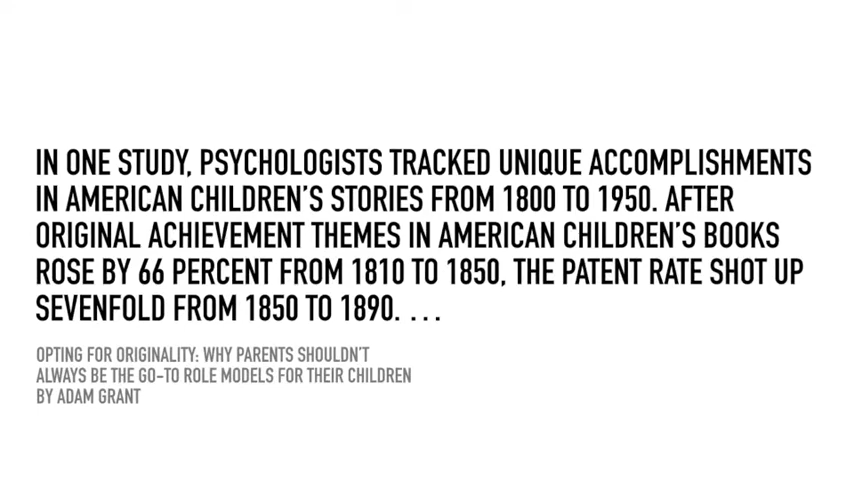 IN ONE STUDY, PSYCHOLOGISTS TRACKED UNIQUE ACCOMPLISHMENTS
IN AMERICAN CHILDREN'S STORIES FROM 1800 TO 1950. AFTER
ORIGINAL ACHIEVEMENT THEMES IN AMERICAN CHILDREN'S BOOKS
ROSE BY 66 PERCENT FROM 1810 TO 1850, THE PATENT RATE SHOT UP
SEVENFOLD FROM 1850 TO 1890. ...
OPTING FOR ORIGINALITY: WHY PARENTS SHOULDN'T
ALWAYS BE THE GO-TO ROLE MODELS FOR THEIR CHILDREN
BY ADAM GRANT